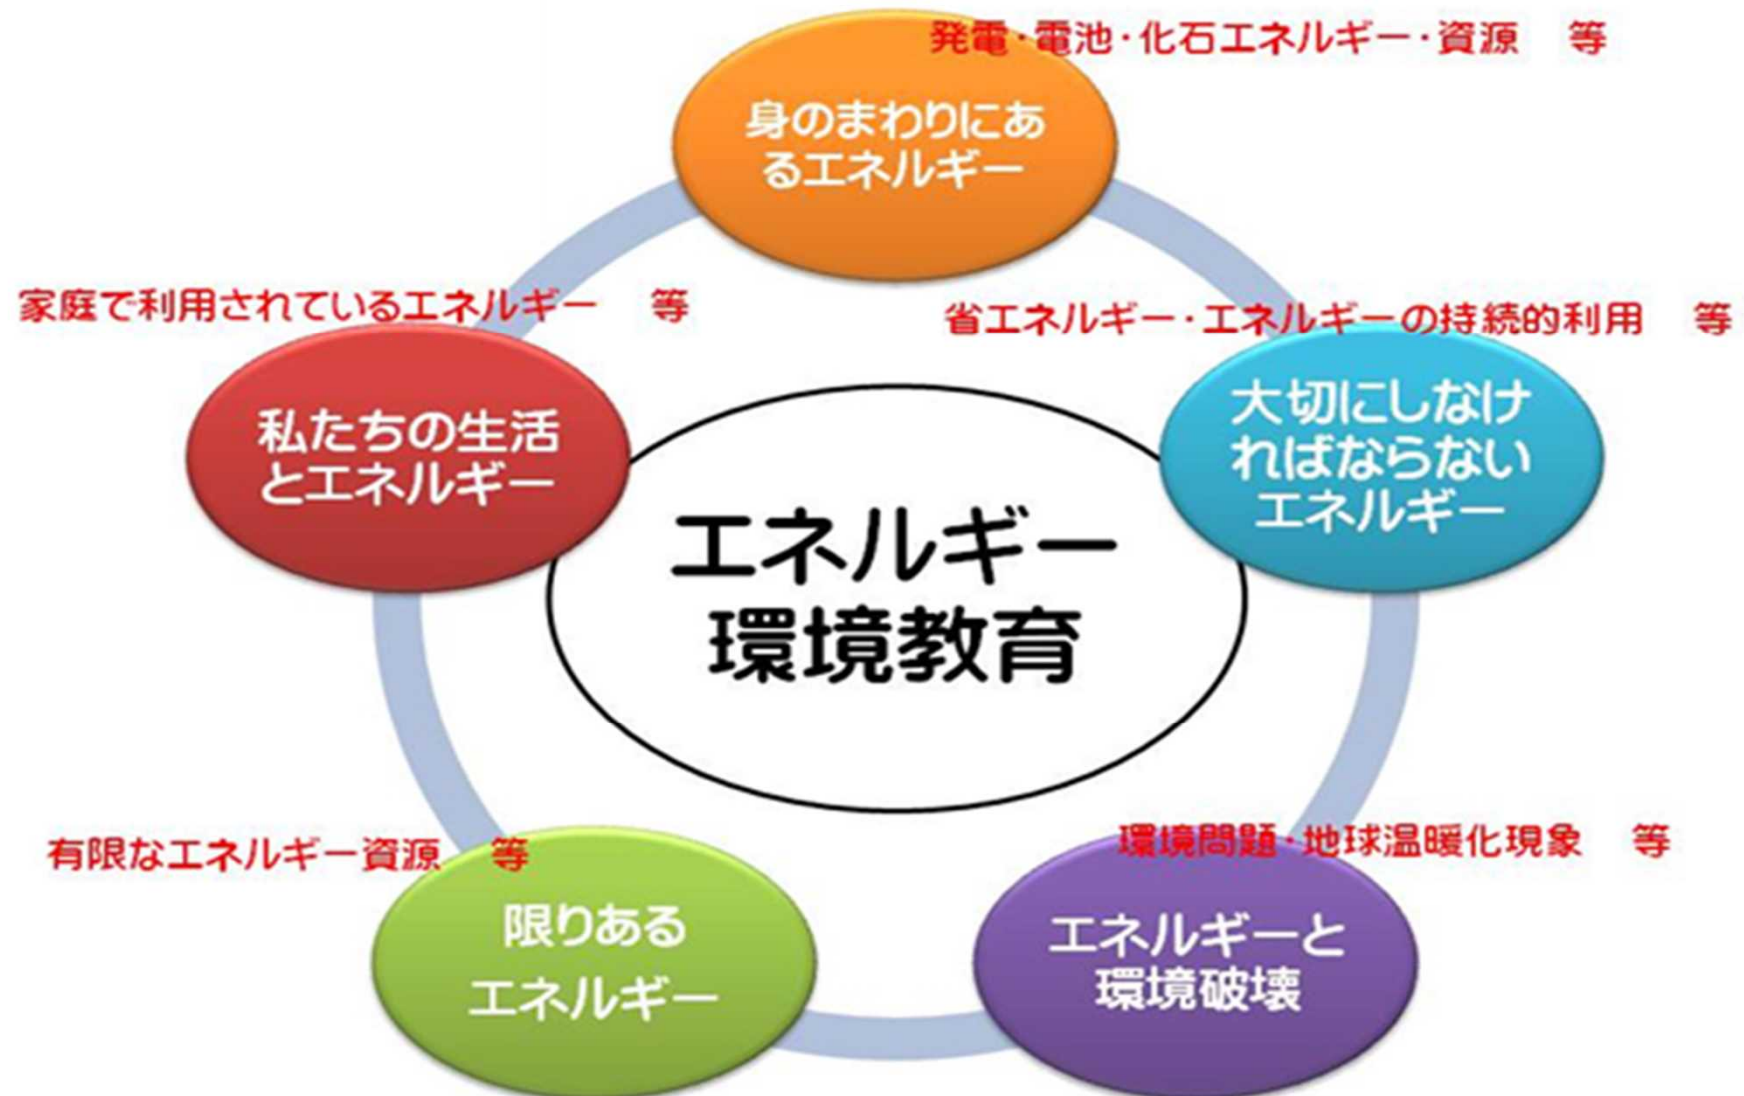 発電・電池・化石エネルギー・資源　等
身のまわりにあ
るエネルギー
家庭で利用されているエネルギー　等
省エネルギー・エネルギーの持続的利用　等
私たちの生活
とエネルギー
大切にしなけ
ればならない
エネルギー
エネルギー
環境教育
有限なエネルギー資源　等
環境問題・地球温暖化現象　等
限りある
エネルギー
エネルギーと
環境破壊